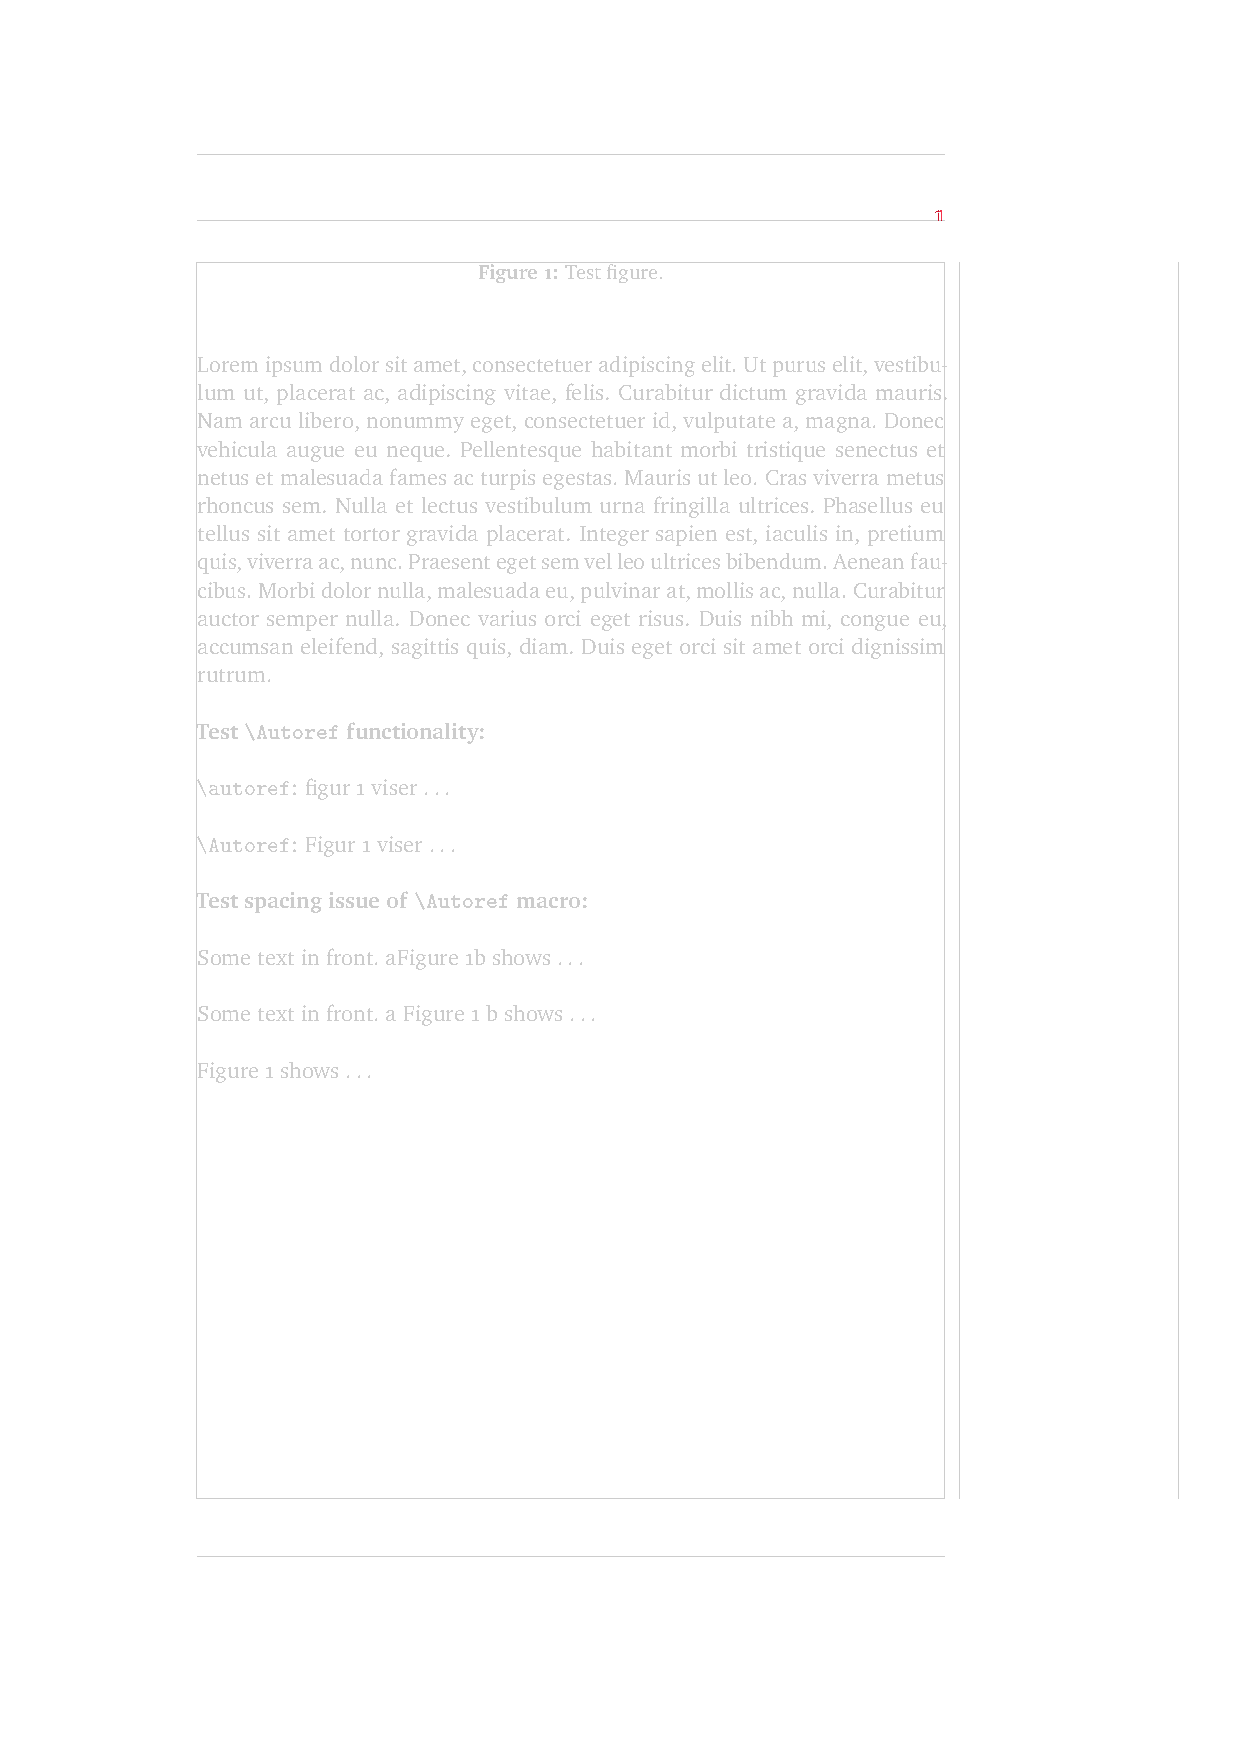 1
Figure 1: Test figure.
Lorem ipsum dolor sit amet, consectetuer adipiscing elit. Ut purus elit, vestibu-
lum ut, placerat ac, adipiscing vitae, felis. Curabitur dictum gravida mauris.
Nam arcu libero, nonummy eget, consectetuer id, vulputate a, magna. Donec
vehicula augue eu neque. Pellentesque habitant morbi tristique senectus et
netus et malesuada fames ac turpis egestas. Mauris ut leo. Cras viverra metus
rhoncus sem. Nulla et lectus vestibulum urna fringilla ultrices. Phasellus eu
tellus sit amet tortor gravida placerat. Integer sapien est, iaculis in, pretium
quis, viverra ac, nunc. Praesent eget sem vel leo ultrices bibendum. Aenean fau-
cibus. Morbi dolor nulla, malesuada eu, pulvinar at, mollis ac, nulla. Curabitur
auctor semper nulla. Donec varius orci eget risus. Duis nibh mi, congue eu,
accumsan eleifend, sagittis quis, diam. Duis eget orci sit amet orci dignissim
rutrum.
Test \Autoref functionality:
\autoref: figur 1 viser . . .
\Autoref: Figur 1 viser . . .
Test spacing issue of \Autoref macro:
Some text in front. aFigure 1b shows . . .
Some text in front. a Figure 1 b shows . . .
Figure 1 shows . . .